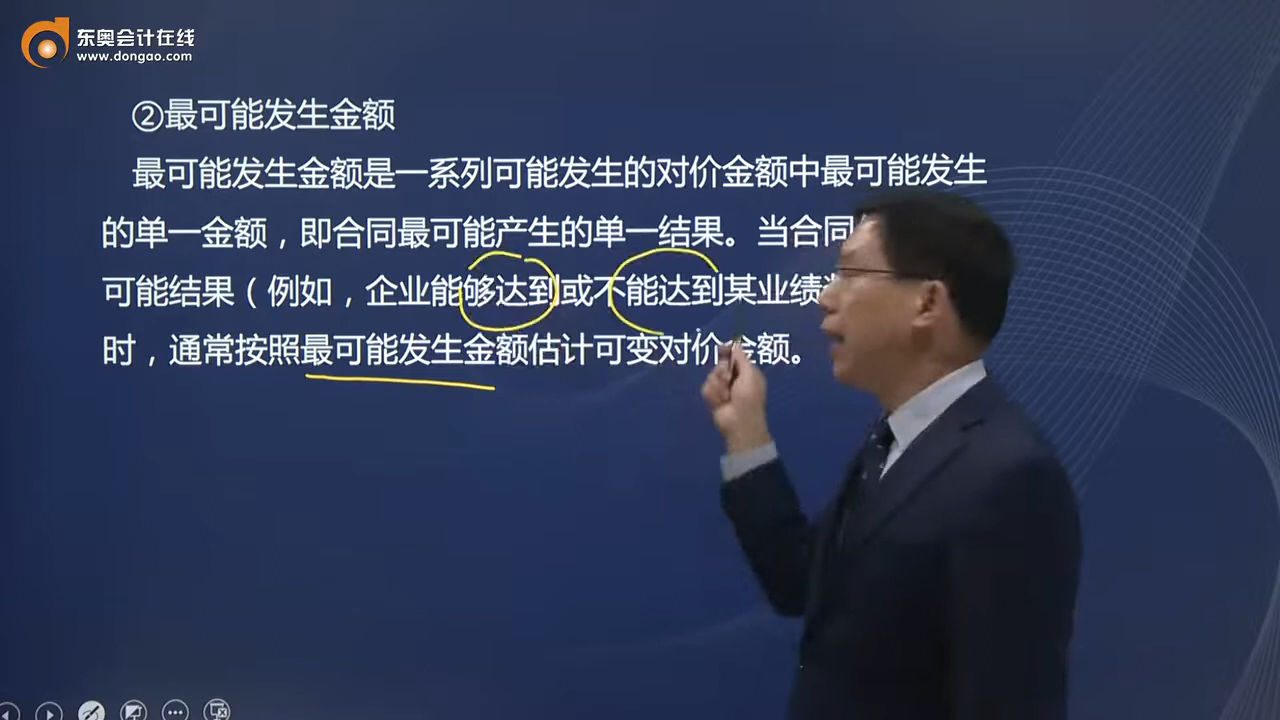 东奥会计在线
www.dongao.com
②最可能发生金额
最可能发生金额是一系列可能发生的对价金额中最可能发生
的单一金额，即合同最可能产生的单一结果。当合同
可能结果（例如，企业能够达到或不能达到某业绩
时，通常按照最可能发生金额估计可变对价金额。